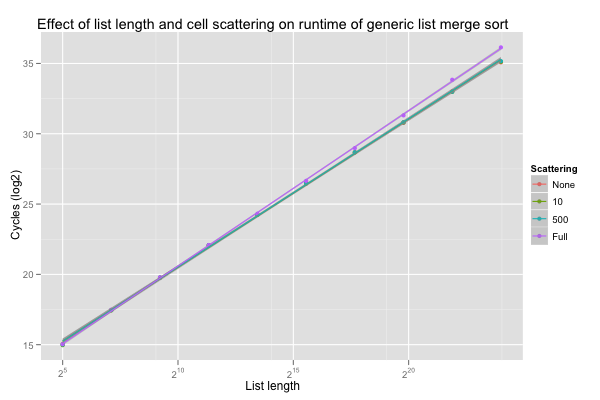 Effect of list length and cell scattering on runtime of generic list merge sort
35
30
25
20
15
Cycles (log2)
2^5
2^10
2^15
2^20
List length
Scattering
None
10
500
Full